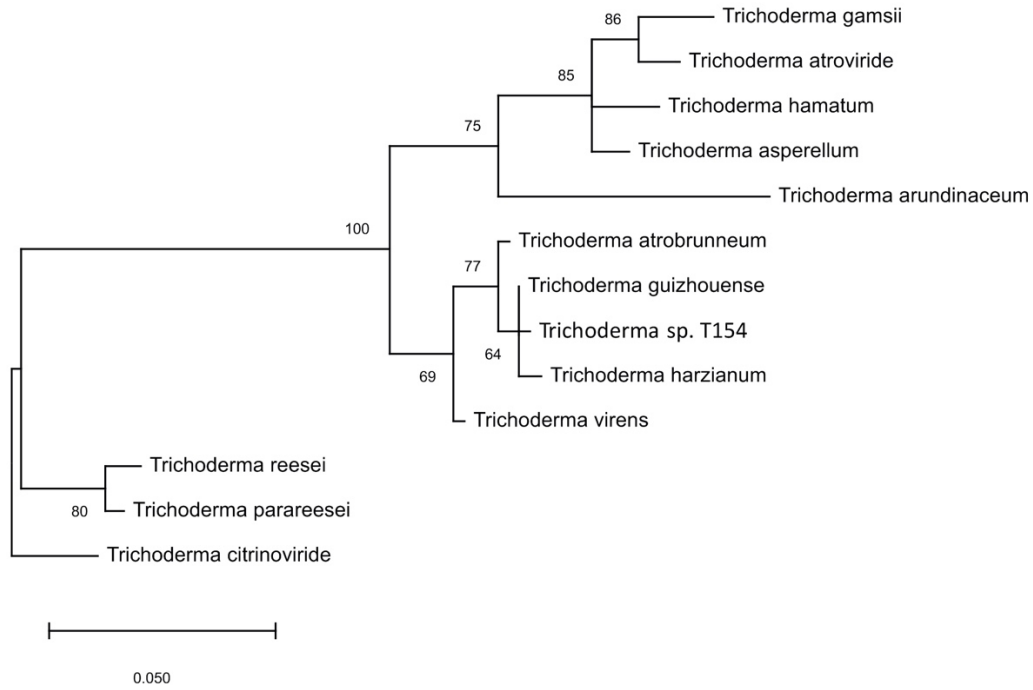 86
Trichoderma gamsii
Trichoderma atroviride
85
Trichoderma hamatum
75
Trichoderma asperellum
Trichoderma arundinaceum
100
Trichoderma atrobrunneum
77
Trichoderma guizhouense
Trichoderma sp. T154
64
Trichoderma harzianum
69
Trichoderma virens
Trichoderma reesei
80
Trichoderma parareesei
Trichoderma citrinoviride
0.050